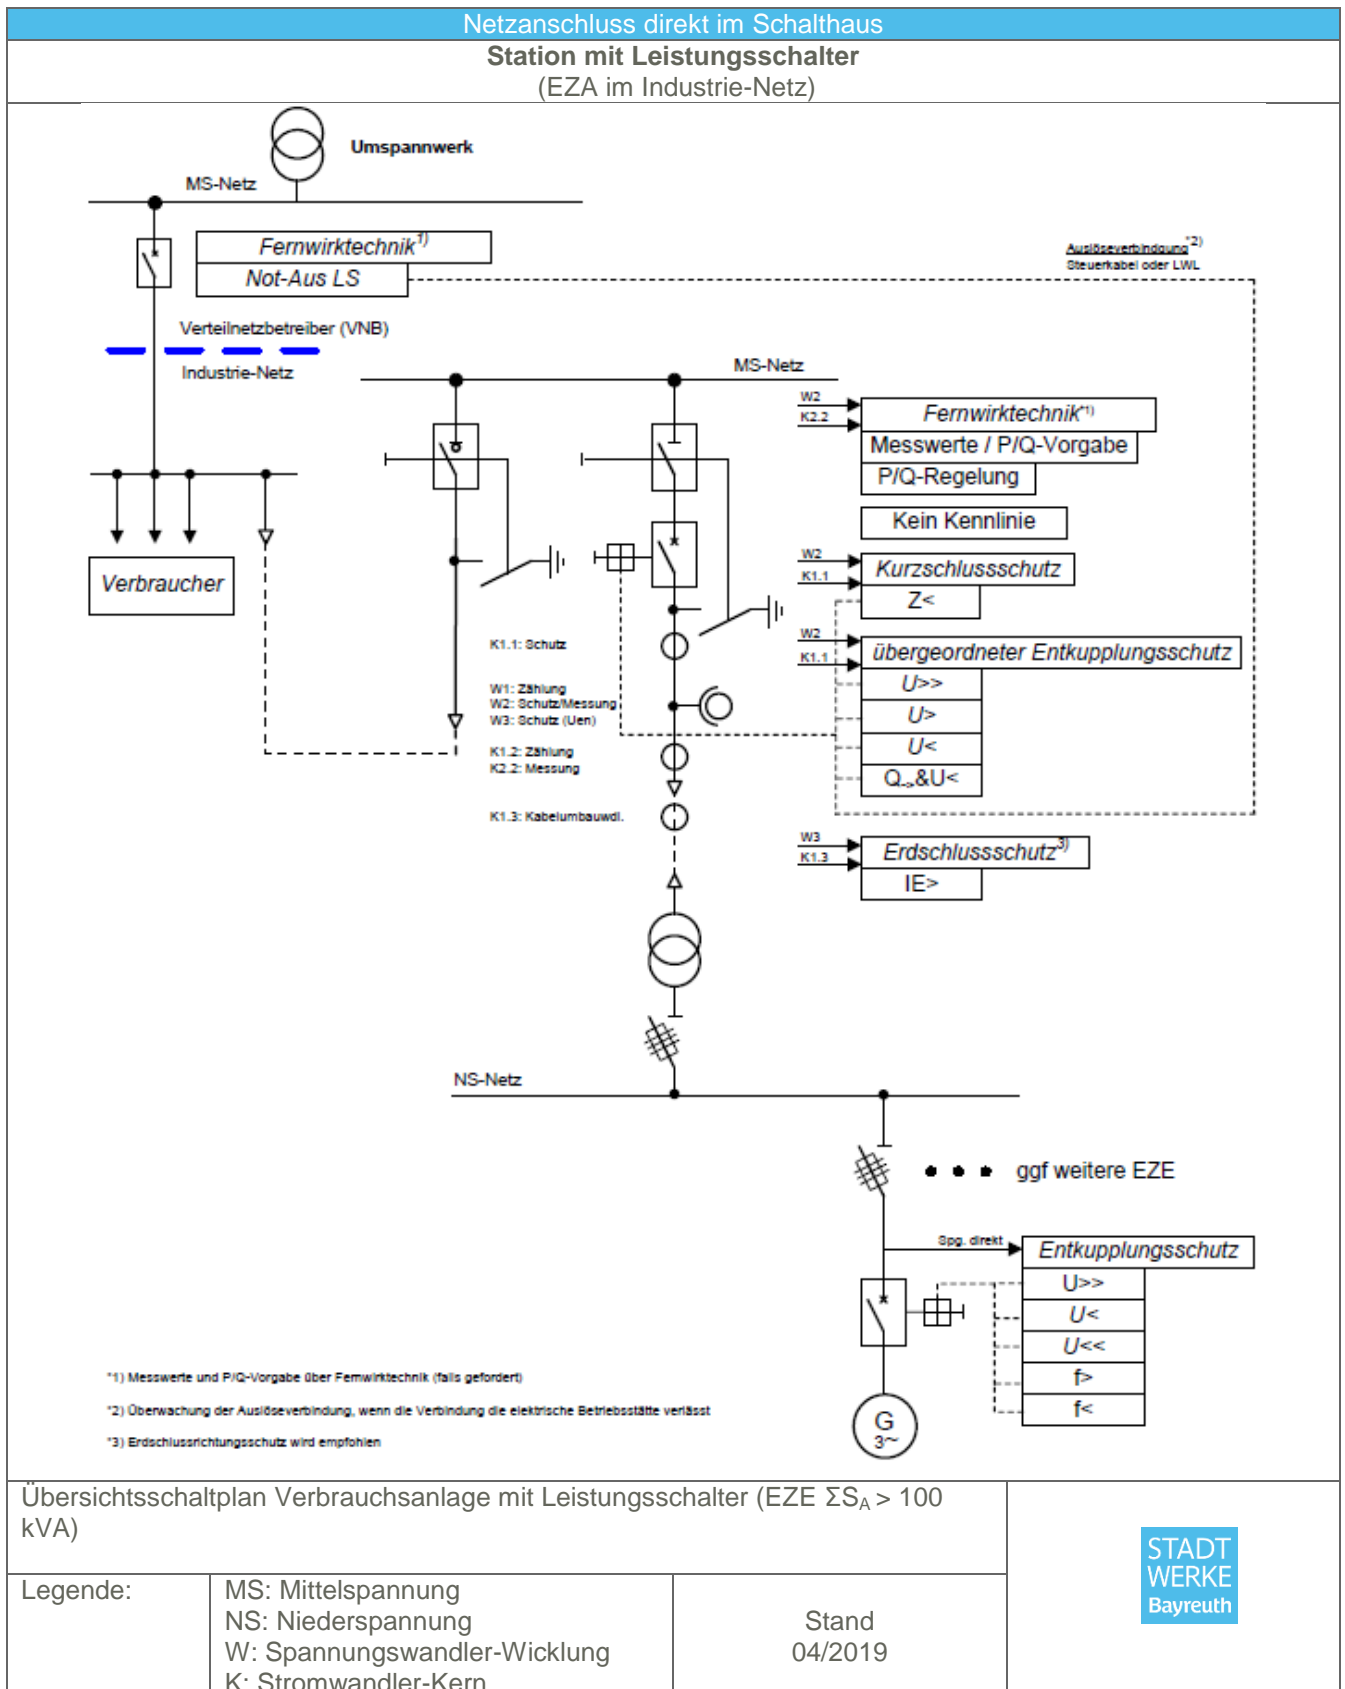 Netzanschluss direkt im Schalthaus
Station mit Leistungsschalter
(EZA im Industrie-Netz)
Umspannwerk
MS-Netz
Fernwirktechnik1)
Not-Aus LS
Auslöseverbindgung*2)
Steuerkabel oder LWL
Verteilnetzbetreiber (VNB)
Industrie-Netz
MS-Netz
W2
K2.2
Fernwirktechnik*1)
Messwerte / P/Q-Vorgabe
P/Q-Regelung
Kein Kennlinie
Verbraucher
W2
K1.1
Kurzschlussschutz
Z<
K1.1: Schutz
W2
K1.1
übergeordneter Entkupplungsschutz
U>>
U>
U<
Q->&U<
W1: Zählung
W2: Schutz/Messung
W3: Schutz (Uen)
K1.2: Zählung
K2.2: Messung
K1.3: Kabelumbauwdl.
W3
K1.3
Erdschlussschutz3)
IE>
NS-Netz
ggf weitere EZE
Spg. direkt
Entkupplungsschutz
U>>
U<
U<<
f>
f<
G
3~
*1) Messwerte und P/Q-Vorgabe über Fernwirktechnik (falls gefordert)
*2) Überwachung der Auslöseverbindung, wenn die Verbindung die elektrische Betriebsstätte verlässt
*3) Erdschlussrichtungsschutz wird empfohlen
Übersichtsschaltplan Verbrauchsanlage mit Leistungsschalter (EZE ΣSA > 100
kVA)
STADT
WERKE
Bayreuth
Legende:
MS: Mittelspannung
NS: Niederspannung
W: Spannungswandler-Wicklung
K: Stromwandler-Kern
Stand
04/2019